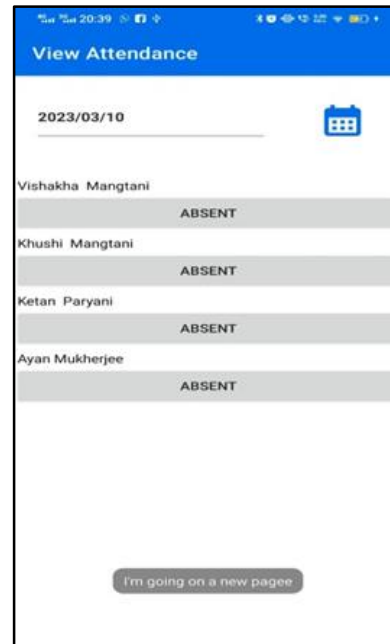 20:39
View Attendance
2023/03/10
Vishakha Mangtani
ABSENT
Khushi Mangtani
ABSENT
Ketan Paryani
ABSENT
Ayan Mukherjee
ABSENT
I'm going on a new pagee